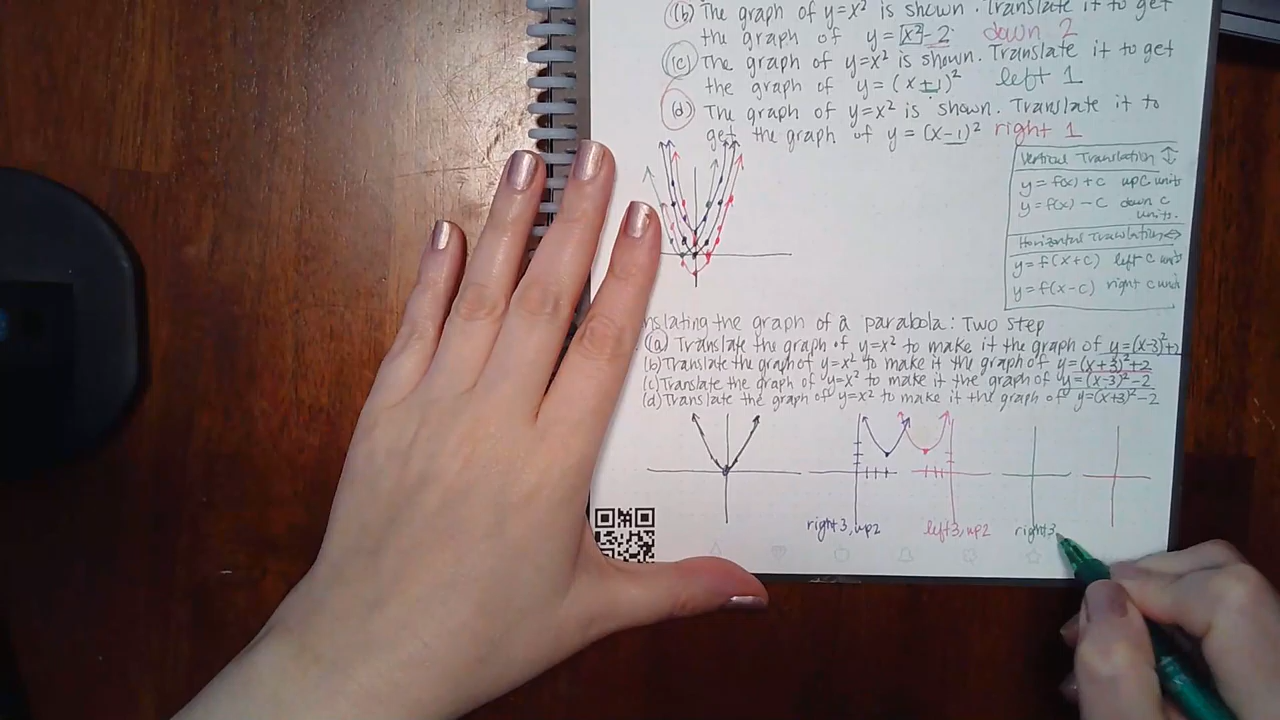 (b) The graph of y=x² is shown. Translate it to get
the graph of y = x²-2. down 2
(c) The graph of y=x² is shown. Translate it to get
the graph of y = (x+1)² left 1
(d) The graph of y=x² is shown. Translate it to
get the graph of y = (x-1)² right 1
Vertical Translation ↕
y = f(x) + c up c units
y = f(x) - c down c
units.
Horizontal Translation ↔
y = f(x+c) left c units
y = f(x-c) right c units
nslating the graph of a parabola: Two Step
(a) Translate the graph of y=x² to make it the graph of y=(x-3)²+2
(b) Translate the graph of y=x² to make it the graph of y=(x+3)²+2
(c) Translate the graph of y=x² to make it the graph of y=(x-3)²-2
(d) Translate the graph of y=x² to make it the graph of y=(x+3)²-2
right 3, up 2 left 3, up 2 right 3